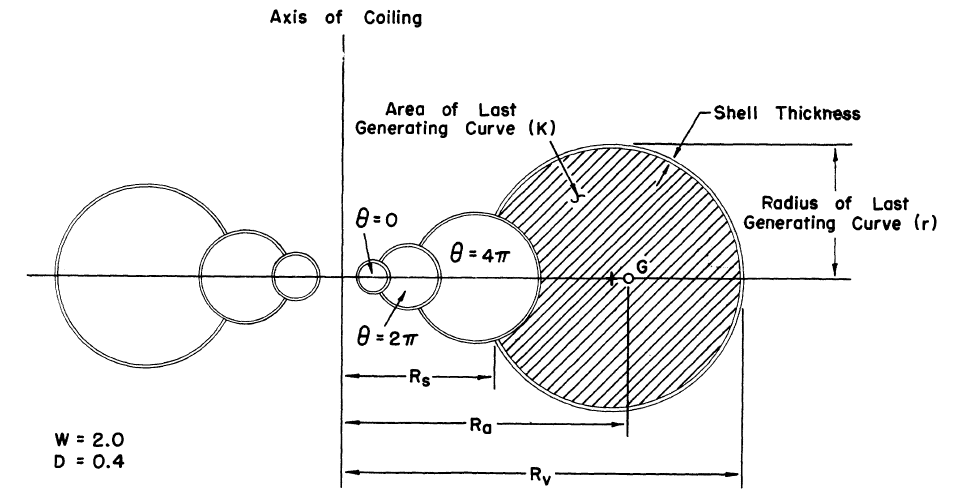 Axis of Coiling
Area of Last
Generating Curve (K)
Shell Thickness
Radius of Last
Generating Curve (r)
θ=0
θ=4π
G
θ=2π
Rs
Ra
Rv
W = 2.0
D = 0.4